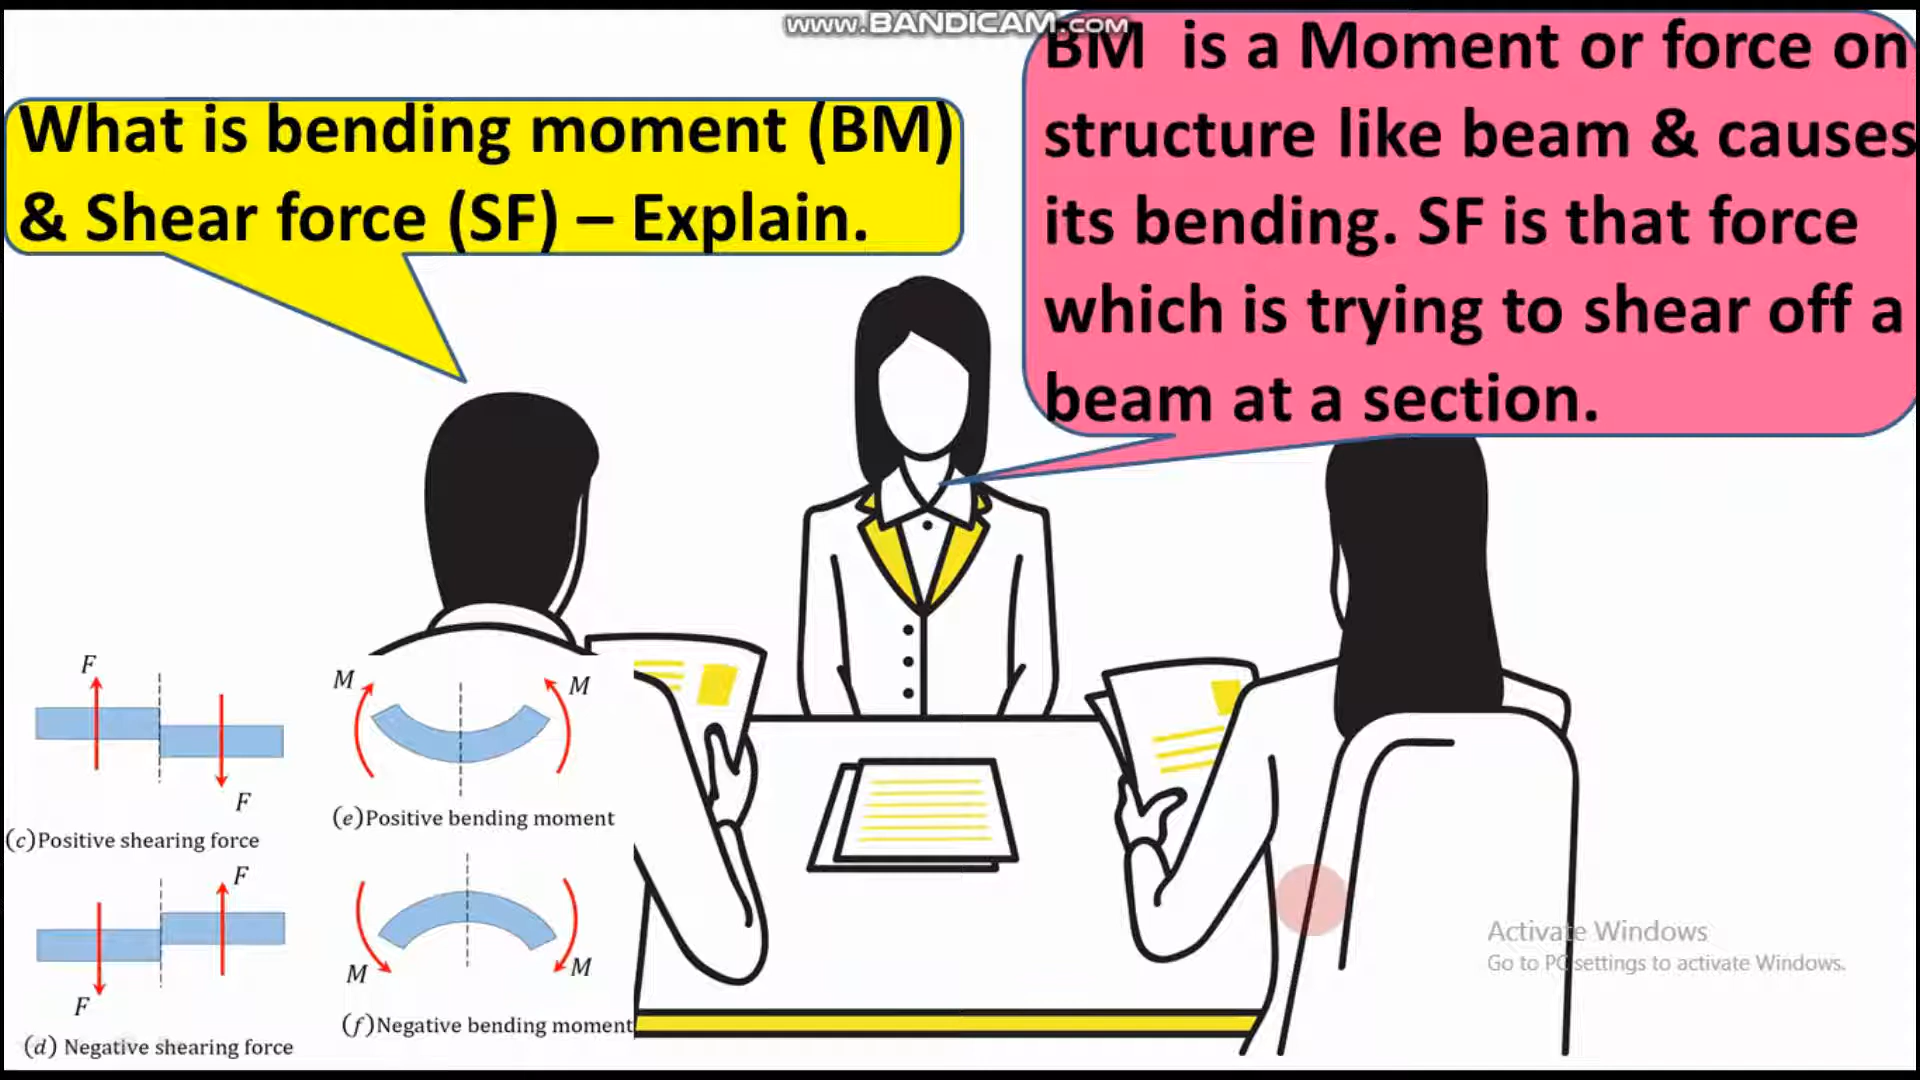 www.BANDICAM.com
What is bending moment (BM)
& Shear force (SF) – Explain.
BM is a Moment or force on
structure like beam & causes
its bending. SF is that force
which is trying to shear off a
beam at a section.
F
F
(c)Positive shearing force
M
M
(e)Positive bending moment
F
F
(d) Negative shearing force
M
M
(f)Negative bending moment
Activate Windows
Go to PC settings to activate Windows.